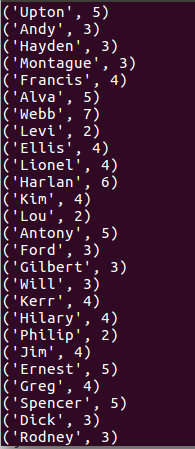 ('Upton', 5)
('Andy', 3)
('Hayden', 3)
('Montague', 3)
('Francis', 4)
('Alva', 5)
('Webb', 7)
('Levi', 2)
('Ellis', 4)
('Lionel', 4)
('Harlan', 6)
('Kim', 4)
('Lou', 2)
('Antony', 5)
('Ford', 3)
('Gilbert', 3)
('Will', 3)
('Kerr', 4)
('Hilary', 4)
('Philip', 2)
('Jim', 4)
('Ernest', 5)
('Greg', 4)
('Spencer', 5)
('Dick', 3)
('Rodney', 3)